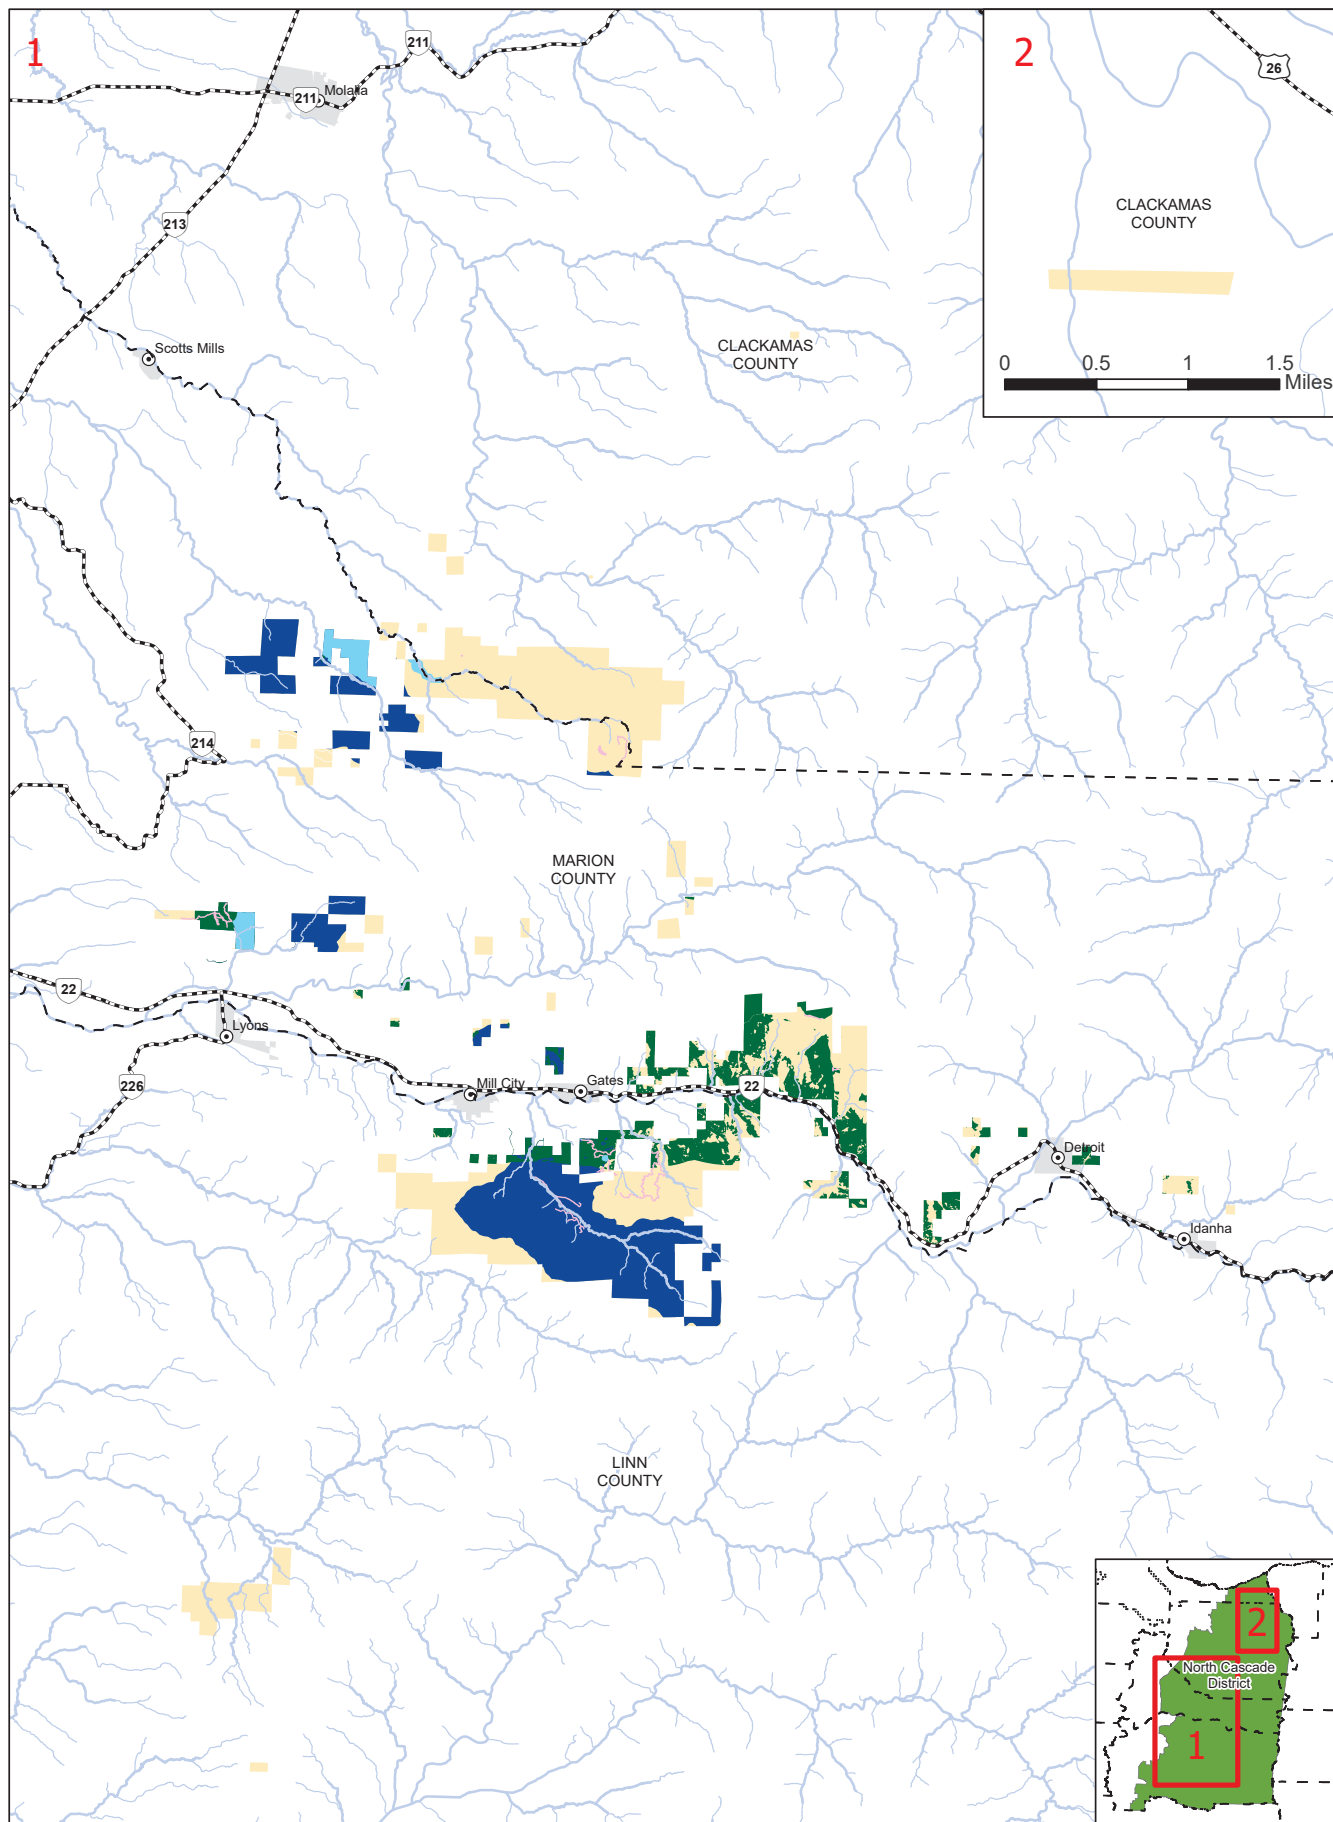 1
211
211
Molalla
213
Scotts Mills
CLACKAMAS
COUNTY
2
26
CLACKAMAS
COUNTY
0 0.5 1 1.5 Miles
214
MARION
COUNTY
22
Lyons
226
Mill City
Gates
22
Detroit
Idanha
LINN
COUNTY
2
North Cascade
District
1